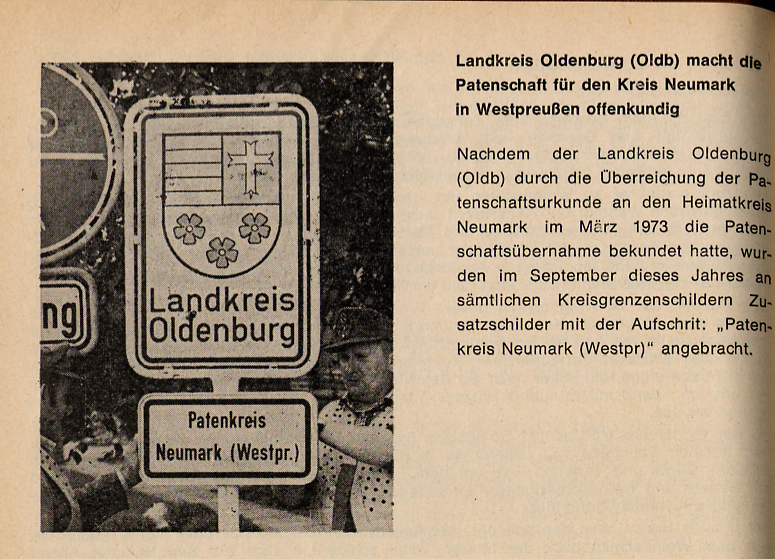 Landkreis Oldenburg (Oldb) macht die
Patenschaft für den Kreis Neumark
in Westpreußen offenkundig
Nachdem der Landkreis Oldenburg
(Oldb) durch die Überreichung der Pa-
tenschaftsurkunde an den Heimatkreis
Neumark im März 1973 die Paten-
schaftsübernahme bekundet hatte, wur-
den im September dieses Jahres an
sämtlichen Kreisgrenzenschildern Zu-
satzschilder mit der Aufschrit: „Paten-
kreis Neumark (Westpr)" angebracht.
ng
Landkreis
Oldenburg
Patenkreis
Neumark (Westpr.)